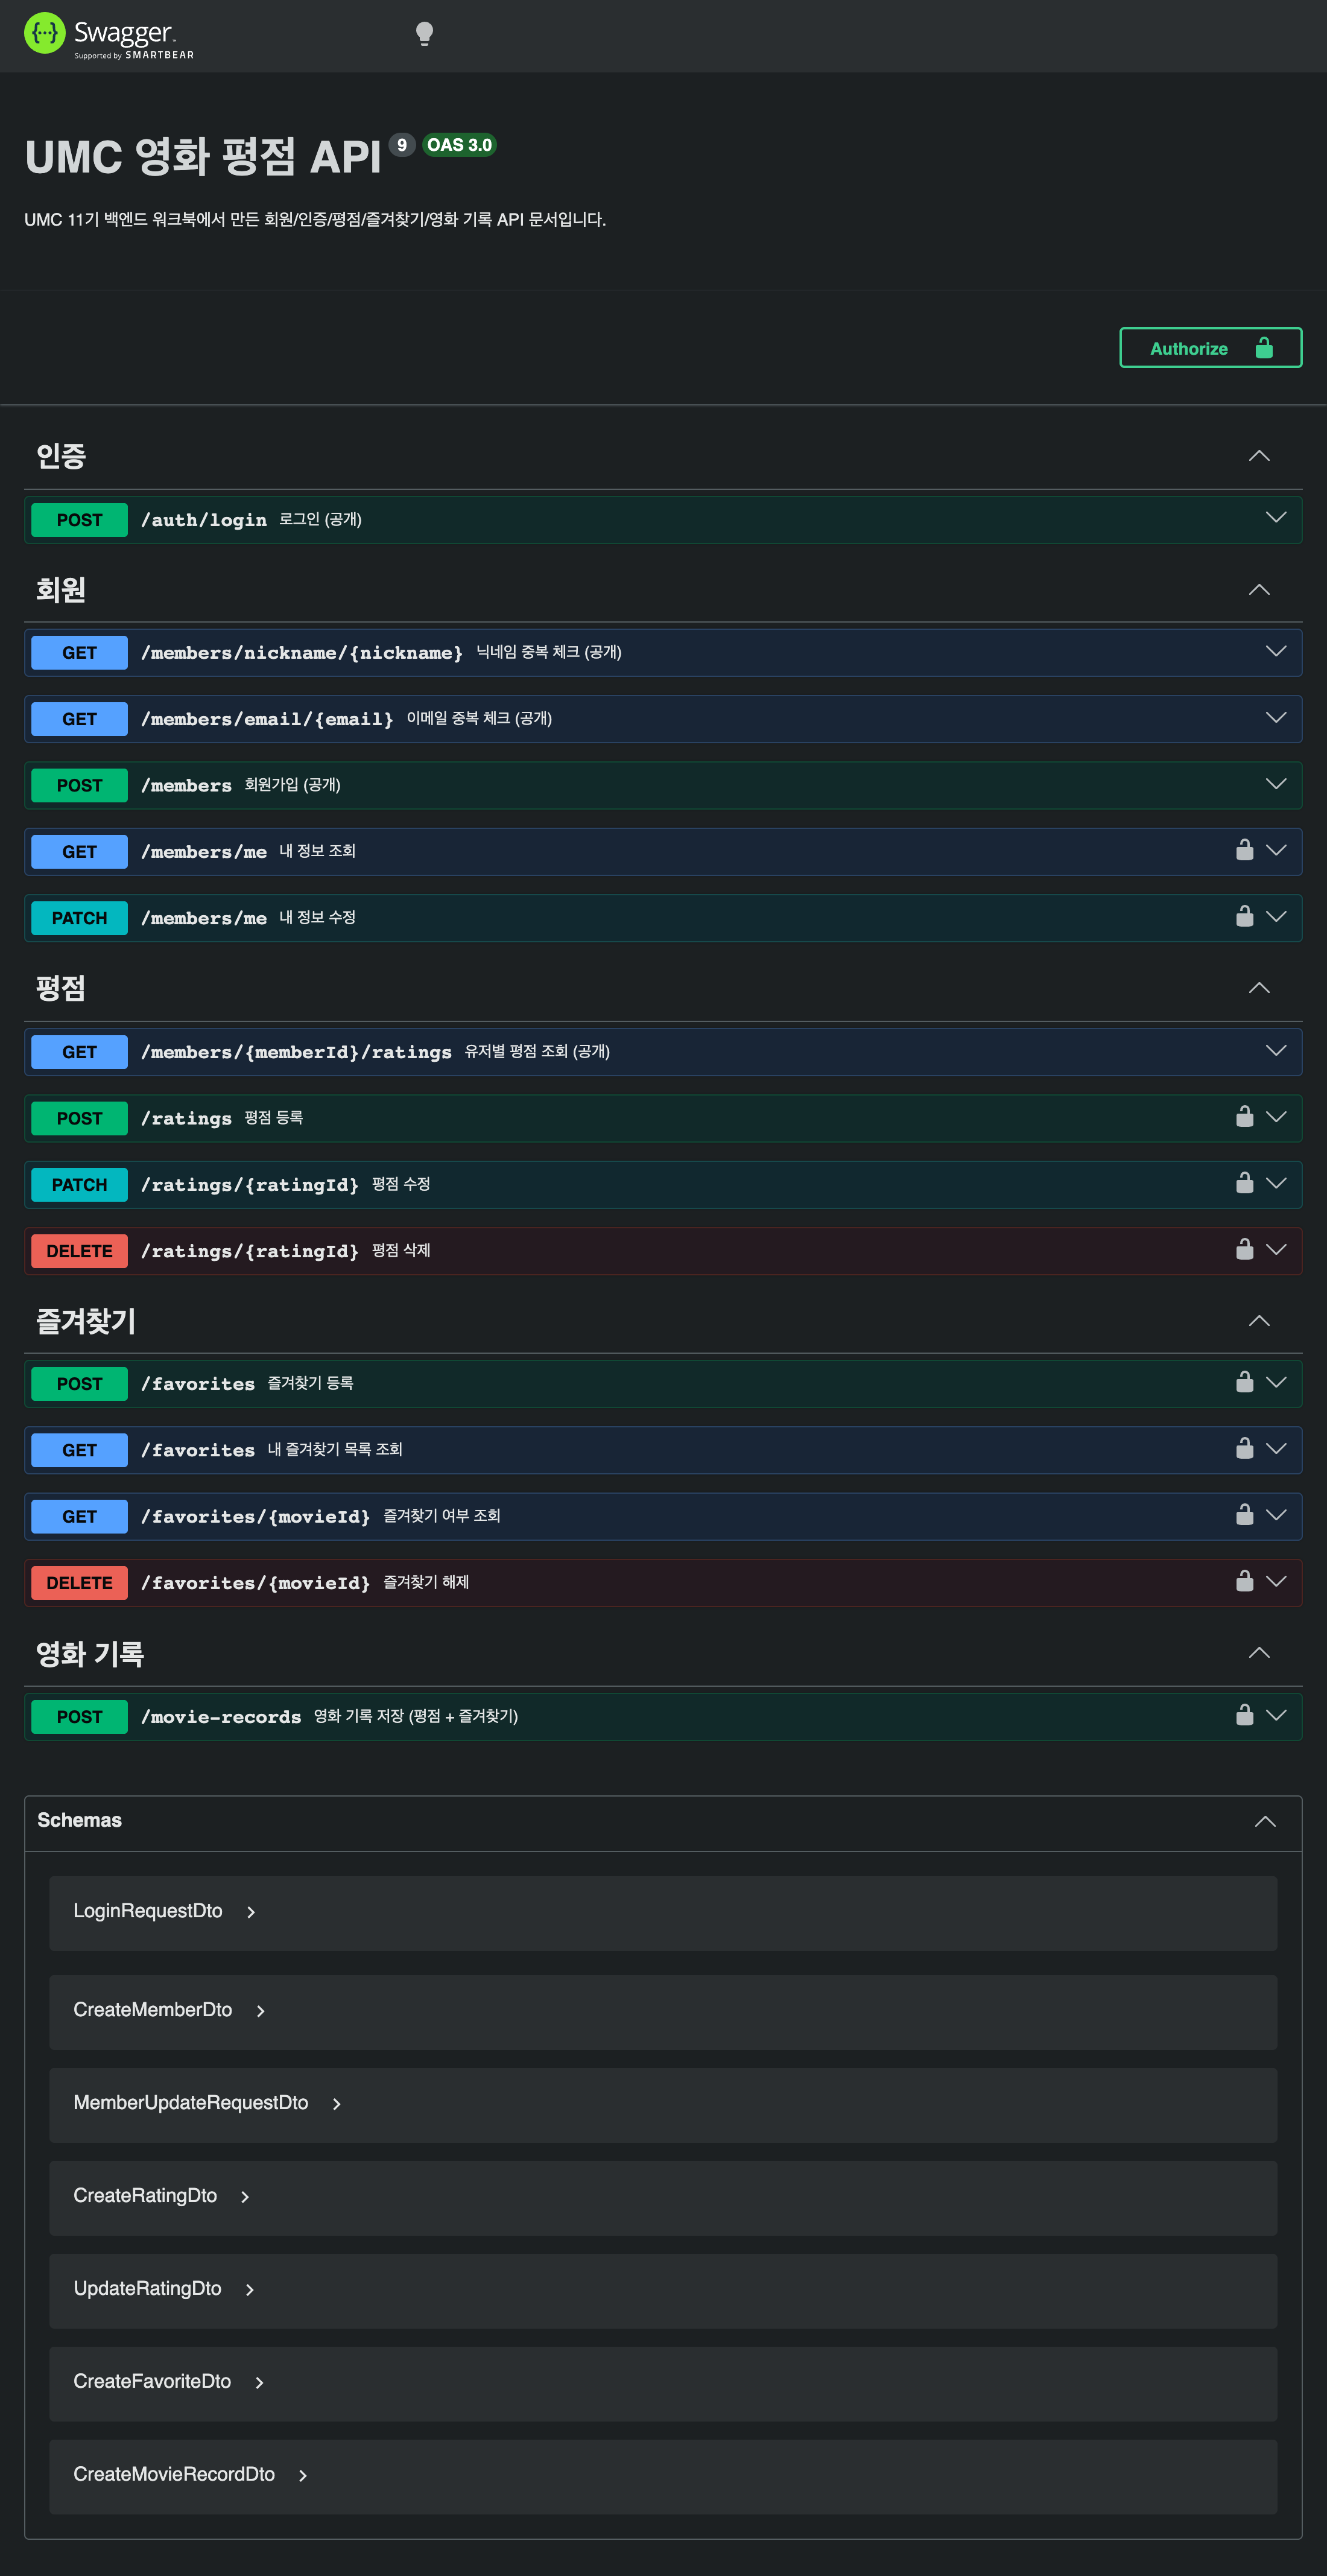 Swagger™
Supported by SMARTBEAR
UMC 영화 평점 API 9 OAS 3.0
UMC 11기 백엔드 워크북에서 만든 회원/인증/평점/즐겨찾기/영화 기록 API 문서입니다.
Authorize
인증
POST /auth/login 로그인 (공개)
회원
GET /members/nickname/{nickname} 닉네임 중복 체크 (공개)
GET /members/email/{email} 이메일 중복 체크 (공개)
POST /members 회원가입 (공개)
GET /members/me 내 정보 조회
PATCH /members/me 내 정보 수정
평점
GET /members/{memberId}/ratings 유저별 평점 조회 (공개)
POST /ratings 평점 등록
PATCH /ratings/{ratingId} 평점 수정
DELETE /ratings/{ratingId} 평점 삭제
즐겨찾기
POST /favorites 즐겨찾기 등록
GET /favorites 내 즐겨찾기 목록 조회
GET /favorites/{movieId} 즐겨찾기 여부 조회
DELETE /favorites/{movieId} 즐겨찾기 해제
영화 기록
POST /movie-records 영화 기록 저장 (평점 + 즐겨찾기)
Schemas
LoginRequestDto
CreateMemberDto
MemberUpdateRequestDto
CreateRatingDto
UpdateRatingDto
CreateFavoriteDto
CreateMovieRecordDto